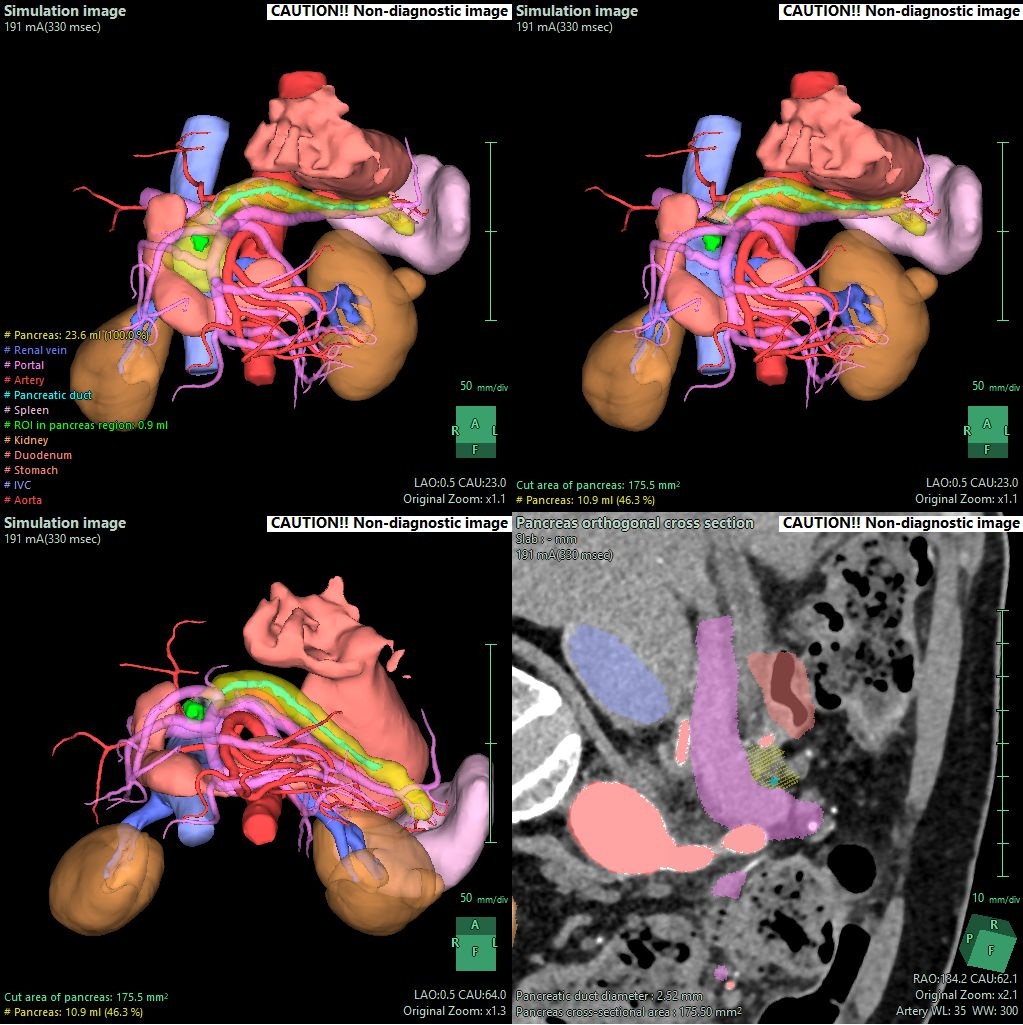 Simulation image
CAUTION!! Non-diagnostic image
191 mA(330 msec)
# Pancreas: 23.6 ml (100.0 %)
# Renal vein
# Portal
# Artery
# Pancreatic duct
# Spleen
# ROI in pancreas region: 0.9 ml
# Kidney
# Duodenum
# Stomach
# IVC
# Aorta
50 mm/div
A
R
L
F
LAO:0.5 CAU:23.0
Original Zoom: x1.1
Simulation image
CAUTION!! Non-diagnostic image
191 mA(330 msec)
50 mm/div
A
R
L
F
Cut area of pancreas: 175.5 mm²
# Pancreas: 10.9 ml (46.3 %)
LAO:0.5 CAU:23.0
Original Zoom: x1.1
Simulation image
CAUTION!! Non-diagnostic image
191 mA(330 msec)
50 mm/div
A
R
L
F
Cut area of pancreas: 175.5 mm²
# Pancreas: 10.9 ml (46.3 %)
LAO:0.5 CAU:64.0
Original Zoom: x1.3
Pancreas orthogonal cross section
CAUTION!! Non-diagnostic image
Slab : - mm
191 mA(330 msec)
10 mm/div
R
P
F
Pancreatic duct diameter : 2.52 mm
Pancreas cross-sectional area : 175.50 mm²
RAO:134.2 CAU:62.1
Original Zoom: x2.1
Artery WL: 35 WW: 300